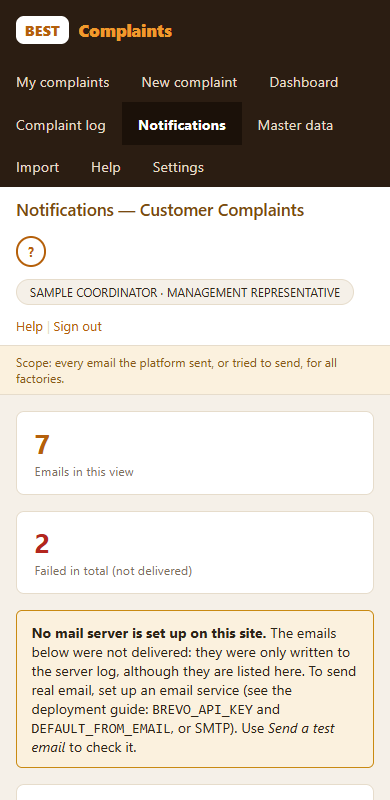 BEST Complaints
My complaints New complaint Dashboard
Complaint log Notifications Master data
Import Help Settings
Notifications — Customer Complaints
?
SAMPLE COORDINATOR · MANAGEMENT REPRESENTATIVE
Help | Sign out
Scope: every email the platform sent, or tried to send, for all
factories.
7
Emails in this view
2
Failed in total (not delivered)
No mail server is set up on this site. The emails
below were not delivered: they were only written to
the server log, although they are listed here. To send
real email, set up an email service (see the
deployment guide: BREVO_API_KEY and
DEFAULT_FROM_EMAIL, or SMTP). Use Send a test
email to check it.